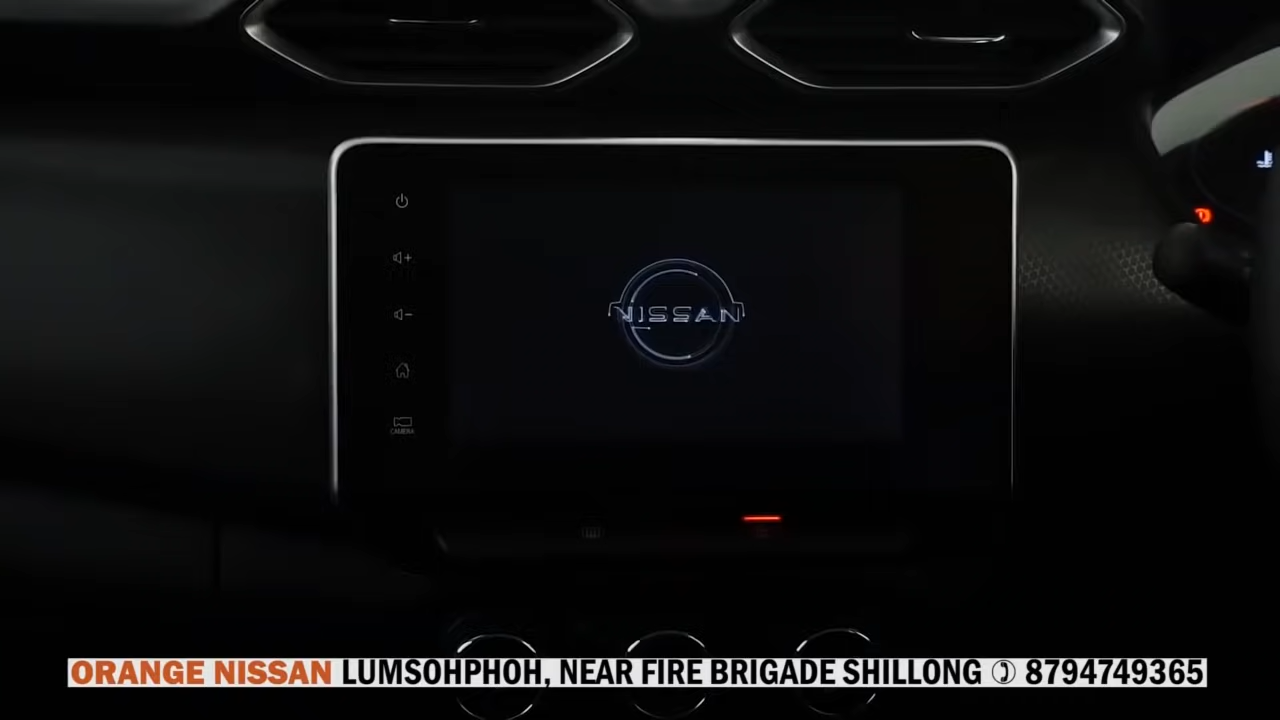 NISSAN
CAMERA
ORANGE NISSAN LUMSOHPHOH, NEAR FIRE BRIGADE SHILLONG ✆ 8794749365